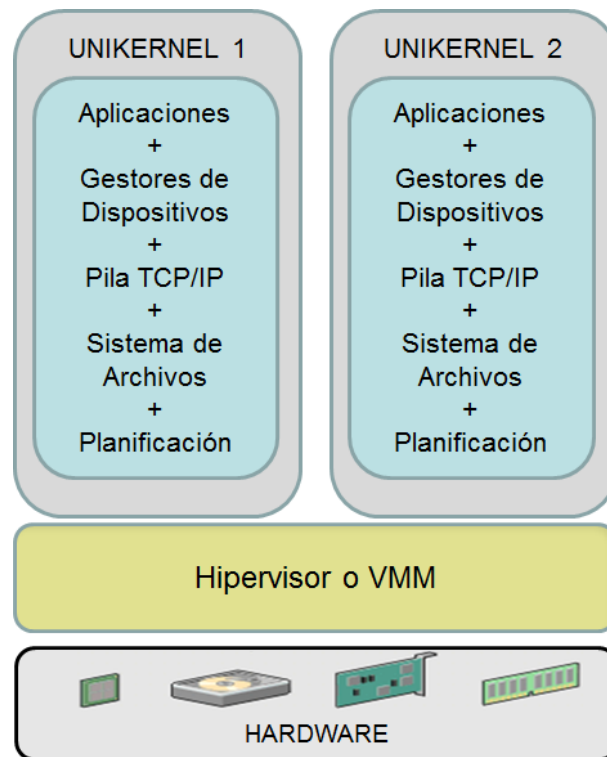 UNIKERNEL 1
Aplicaciones
+
Gestores de
Dispositivos
+
Pila TCP/IP
+
Sistema de
Archivos
+
Planificación
UNIKERNEL 2
Aplicaciones
+
Gestores de
Dispositivos
+
Pila TCP/IP
+
Sistema de
Archivos
+
Planificación
Hipervisor o VMM
HARDWARE